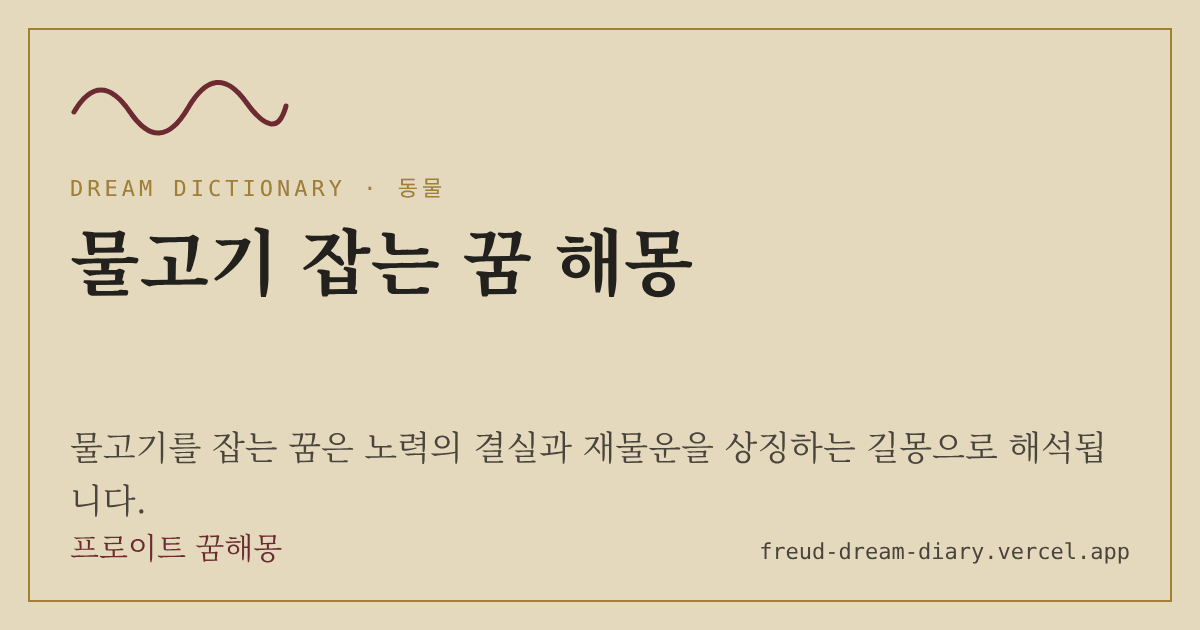 DREAM DICTIONARY · 동물
물고기 잡는 꿈 해몽
물고기를 잡는 꿈은 노력의 결실과 재물운을 상징하는 길몽으로 해석됩
니다.
프로이트 꿈해몽
freud-dream-diary.vercel.app